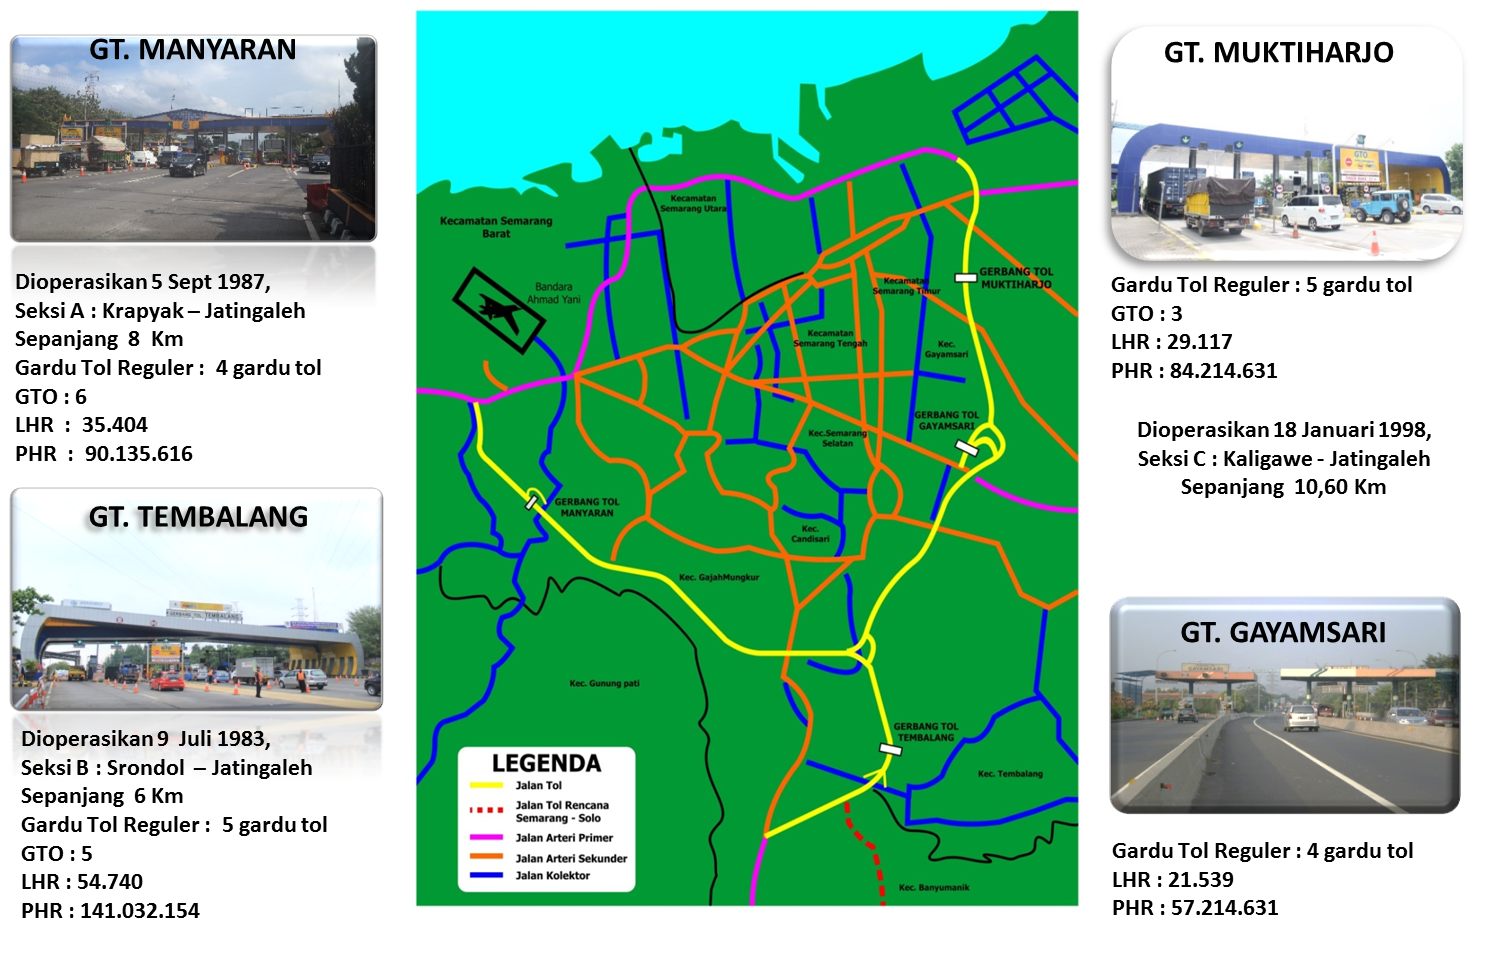 GT. MANYARAN
Dioperasikan 5 Sept 1987,
Seksi A : Krapyak – Jatingaleh
Sepanjang 8 Km
Gardu Tol Reguler : 4 gardu tol
GTO : 6
LHR : 35.404
PHR : 90.135.616
GT. TEMBALANG
GERBANG TOL TEMBALANG
Dioperasikan 9 Juli 1983,
Seksi B : Srondol – Jatingaleh
Sepanjang 6 Km
Gardu Tol Reguler : 5 gardu tol
GTO : 5
LHR : 54.740
PHR : 141.032.154
Kecamatan Semarang
Barat
Kecamatan
Semarang Utara
Bandara
Ahmad Yani
GERBANG TOL
MUKTIHARJO
Kecamatan
Semarang Timur
Kecamatan
Semarang Tengah
Kec.
Gayamsari
GERBANG TOL
GAYAMSARI
Kec.Semarang
Selatan
GERBANG TOL
MANYARAN
Kec.
Candisari
Kec. GajahMungkur
Kec. Gunung pati
GERBANG TOL
TEMBALANG
Kec. Tembalang
Kec. Banyumanik
LEGENDA
Jalan Tol
Jalan Tol Rencana
Semarang - Solo
Jalan Arteri Primer
Jalan Arteri Sekunder
Jalan Kolektor
GT. MUKTIHARJO
GTO
Gardu Tol Reguler : 5 gardu tol
GTO : 3
LHR : 29.117
PHR : 84.214.631
Dioperasikan 18 Januari 1998,
Seksi C : Kaligawe - Jatingaleh
Sepanjang 10,60 Km
GT. GAYAMSARI
GAYAMSARI
Gardu Tol Reguler : 4 gardu tol
LHR : 21.539
PHR : 57.214.631